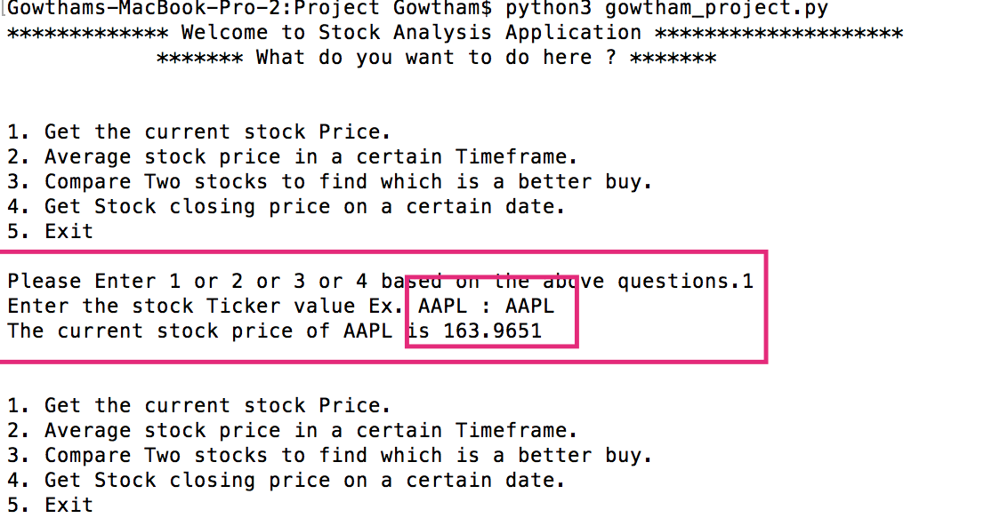 Gowthams-MacBook-Pro-2:Project Gowtham$ python3 gowtham_project.py
************* Welcome to Stock Analysis Application ********************
******* What do you want to do here ? *******
1. Get the current stock Price.
2. Average stock price in a certain Timeframe.
3. Compare Two stocks to find which is a better buy.
4. Get Stock closing price on a certain date.
5. Exit
Please Enter 1 or 2 or 3 or 4 based on the above questions.1
Enter the stock Ticker value Ex. AAPL : AAPL
The current stock price of AAPL is 163.9651
1. Get the current stock Price.
2. Average stock price in a certain Timeframe.
3. Compare Two stocks to find which is a better buy.
4. Get Stock closing price on a certain date.
5. Exit